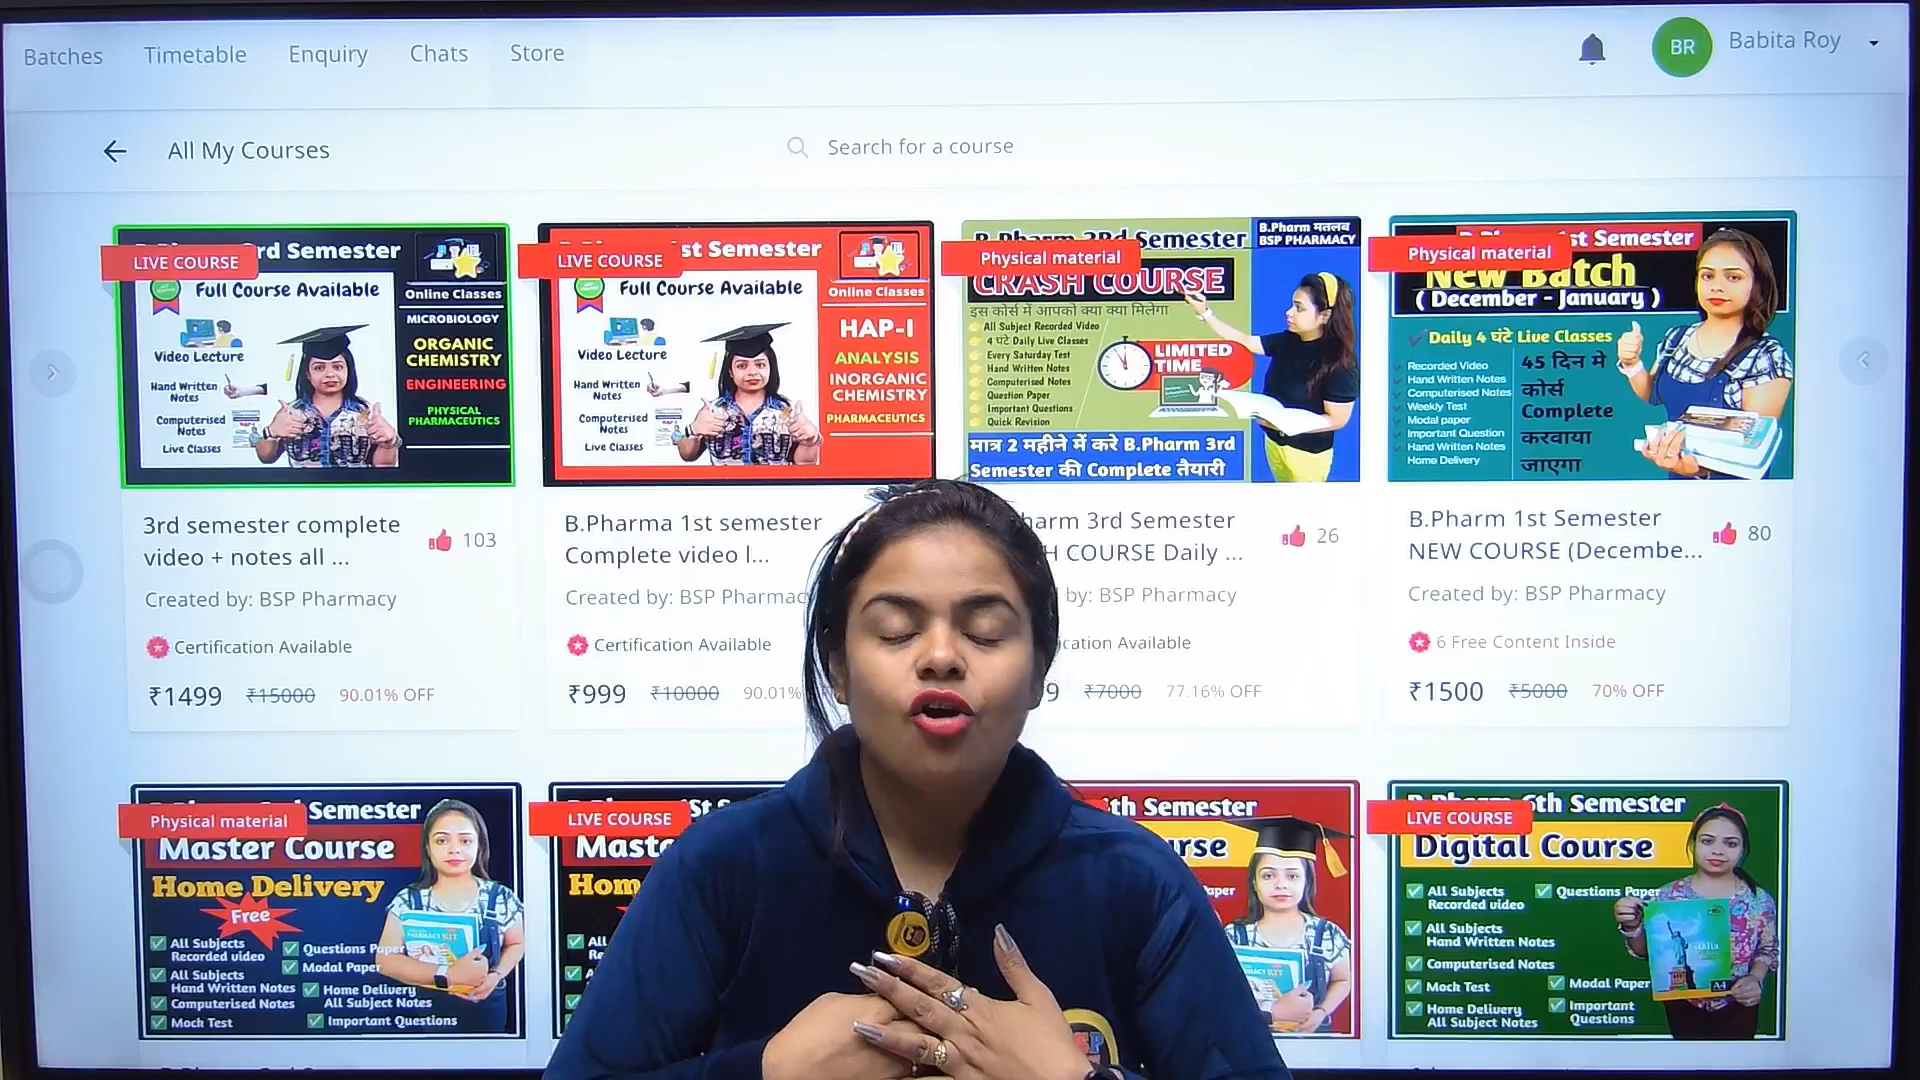 Batches
Timetable
Enquiry
Chats
Store
BR
Babita Roy
All My Courses
Search for a course
LIVE COURSE
rd Semester
Full Course Available
Video Lecture
Hand Written
Notes
Computerised
Notes
Live Classes
Online Classes
MICROBIOLOGY
ORGANIC
CHEMISTRY
ENGINEERING
PHYSICAL
PHARMACEUTICS
3rd semester complete
video + notes all ...
103
Created by: BSP Pharmacy
Certification Available
₹1499 ₹15000 90.01% OFF
LIVE COURSE
st Semester
Full Course Available
Video Lecture
Hand Written
Notes
Computerised
Notes
Live Classes
Online Classes
HAP-I
ANALYSIS
INORGANIC
CHEMISTRY
PHARMACEUTICS
B.Pharma 1st semester
Complete video l...
Created by: BSP Pharmac
Certification Available
₹999 ₹10000 90.01%
Physical material
B.Pharm 3Rd Semester
CRASH COURSE
इस कोर्स में आपको क्या क्या मिलेगा
All Subject Recorded Video
4 घंटे Daily Live Classes
Every Saturday Test
Hand Written Notes
Computerised Notes
Question Paper
Important Questions
Quick Revision
LIMITED
TIME
B.Pharm मतलब
BSP PHARMACY
मात्र 2 महीने में करे B.Pharm 3rd
Semester की Complete तैयारी
harm 3rd Semester
H COURSE Daily ...
26
by: BSP Pharmacy
ication Available
9 ₹7000 77.16% OFF
Physical material
st Semester
New Batch
( December - January )
Daily 4 घंटे Live Classes
Recorded Video
Hand Written Notes
Computerised Notes
Weekly Test
Modal paper
Important Question
Hand Written Notes
Home Delivery
45 दिन मे
कोर्स
Complete
करवाया
जाएगा
B.Pharm 1st Semester
NEW COURSE (Decembe...
80
Created by: BSP Pharmacy
6 Free Content Inside
₹1500 ₹5000 70% OFF
Physical material
Semester
Master Course
Home Delivery
Free
All Subjects
Recorded video
All Subjects
Hand Written Notes
Computerised Notes
Mock Test
Questions Paper
Modal Paper
Home Delivery
All Subject Notes
Important Questions
LIVE COURSE
St
Maste
Hom
All
Re
th Semester
urse
aper
LIVE COURSE
6th Semester
Digital Course
All Subjects
Recorded video
All Subjects
Hand Written Notes
Computerised Notes
Mock Test
Home Delivery
All Subject Notes
Questions Paper
Modal Paper
Important
Questions
A4